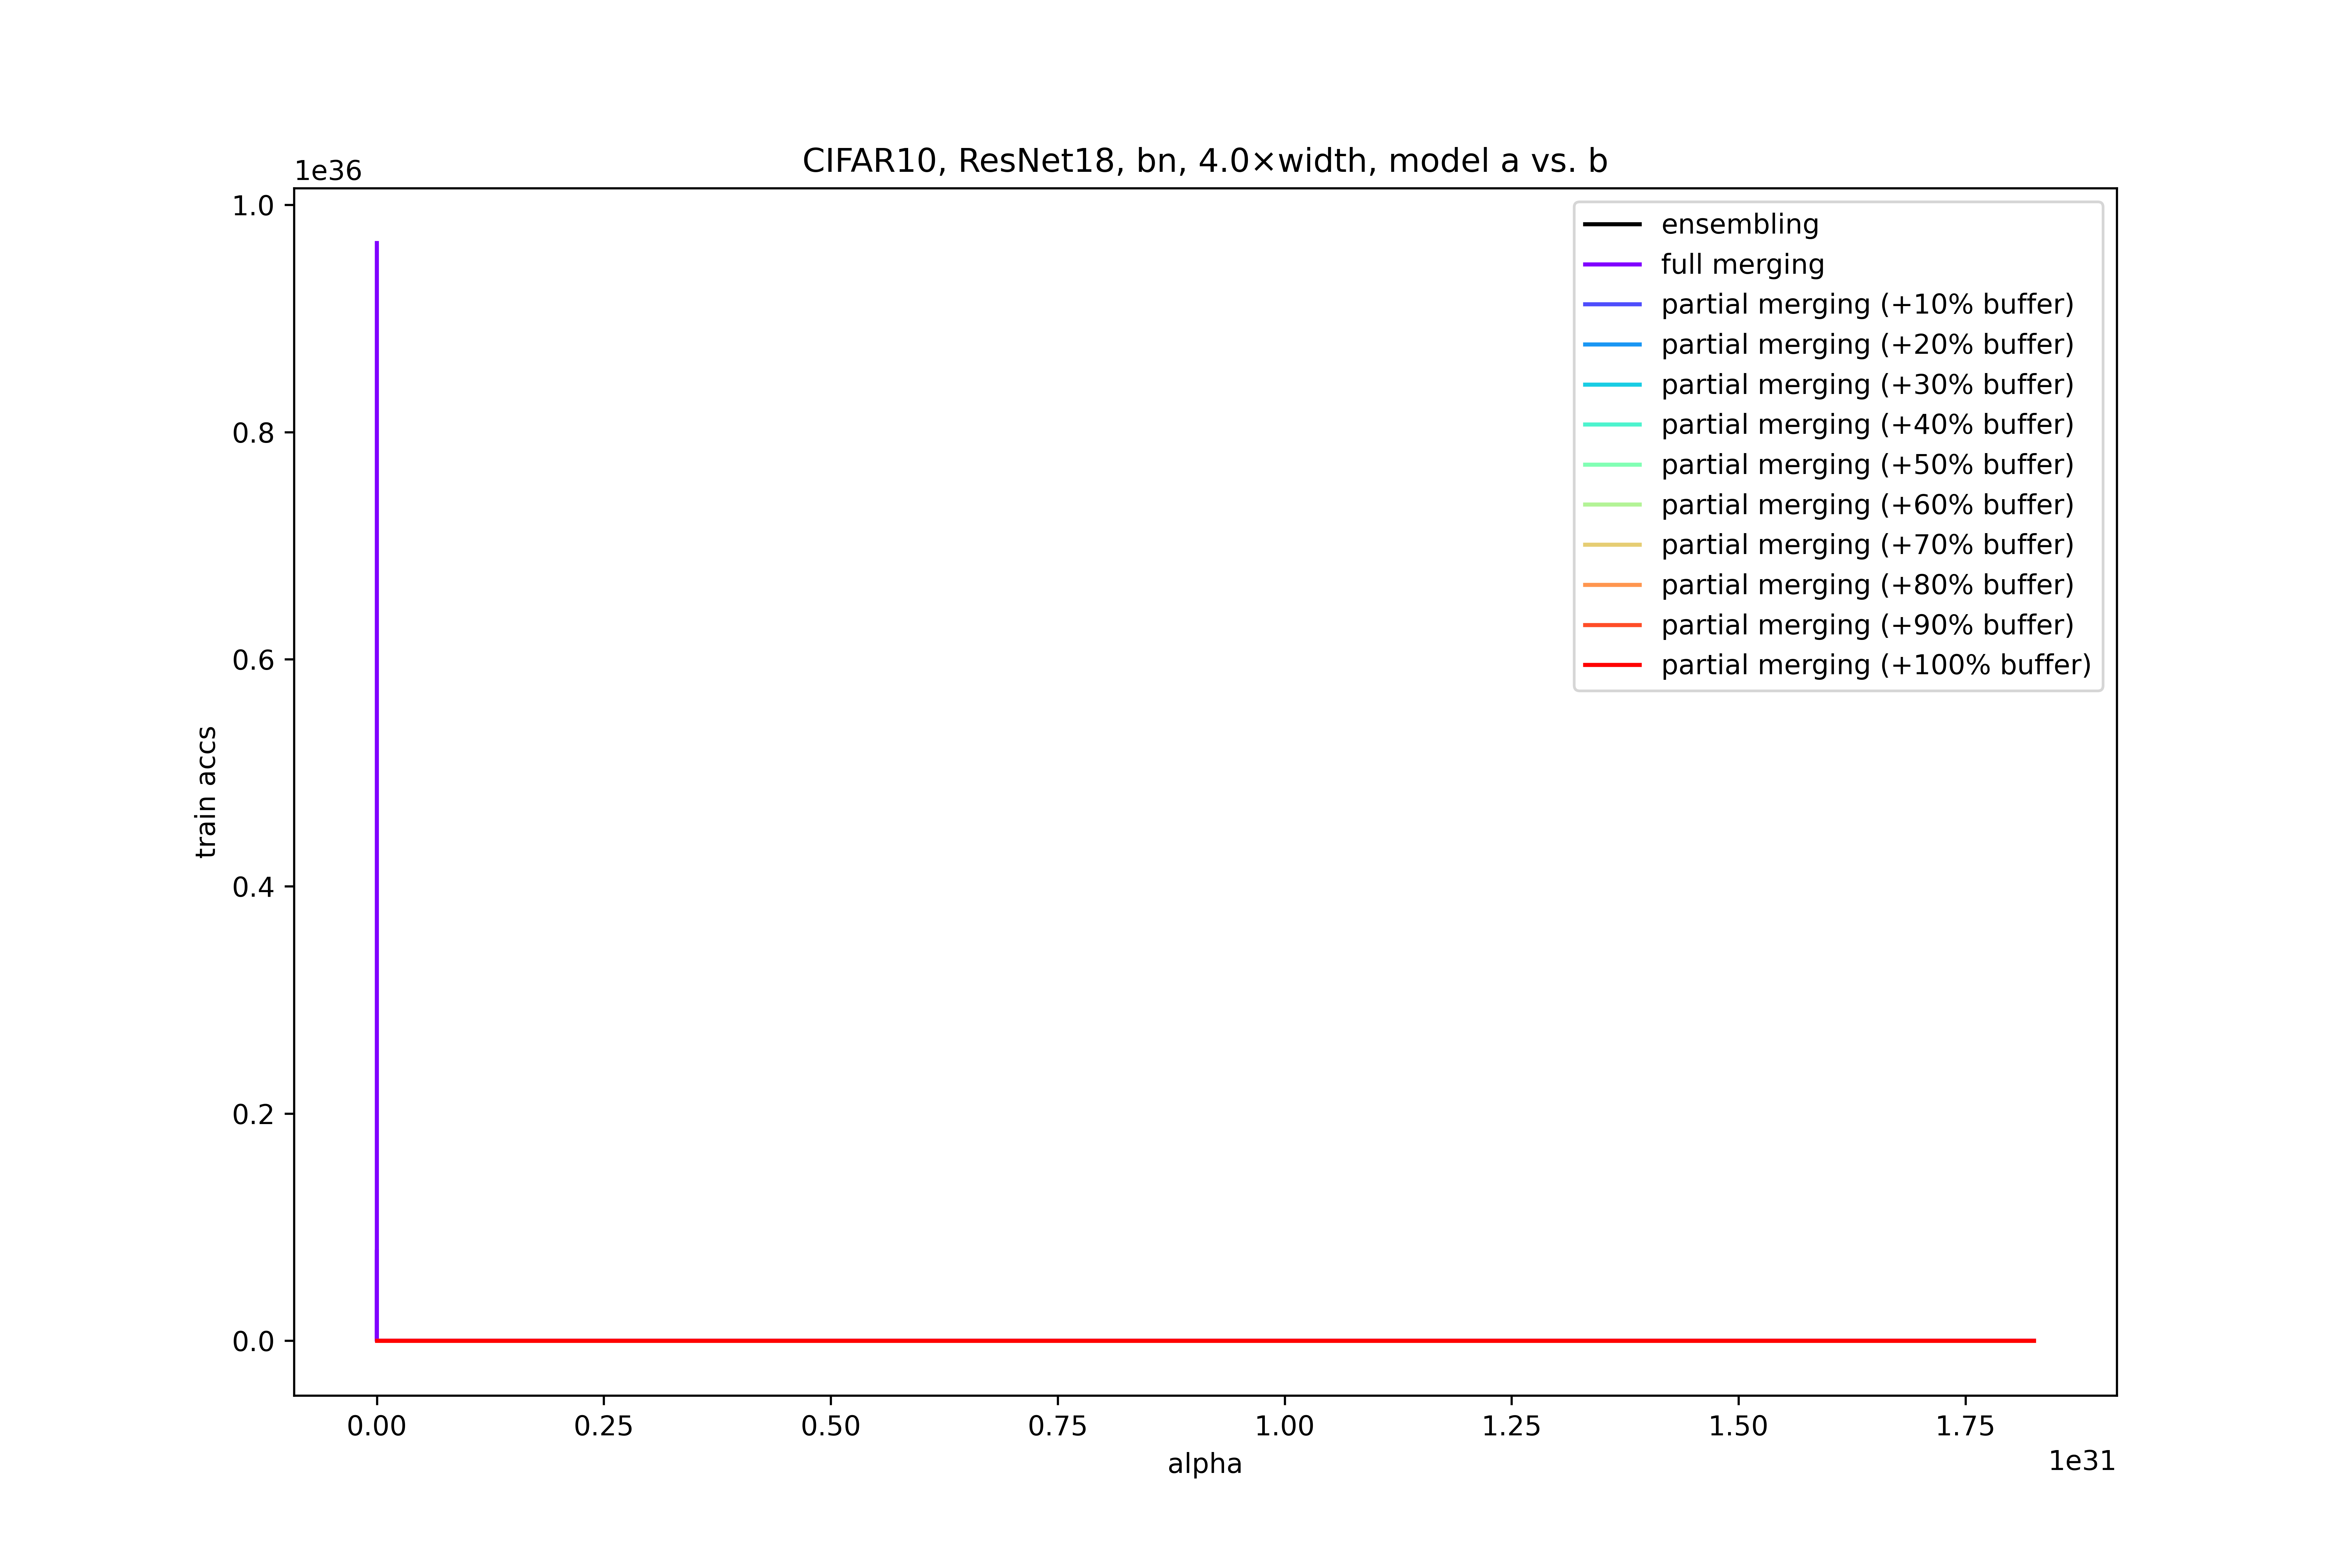 CIFAR10, ResNet18, bn, 4.0×width, model a vs. b
1e36
1.0
0.8
0.6
0.4
0.2
0.0
train accs
ensembling
full merging
partial merging (+10% buffer)
partial merging (+20% buffer)
partial merging (+30% buffer)
partial merging (+40% buffer)
partial merging (+50% buffer)
partial merging (+60% buffer)
partial merging (+70% buffer)
partial merging (+80% buffer)
partial merging (+90% buffer)
partial merging (+100% buffer)
0.00 0.25 0.50 0.75 1.00 1.25 1.50 1.75
alpha
1e31